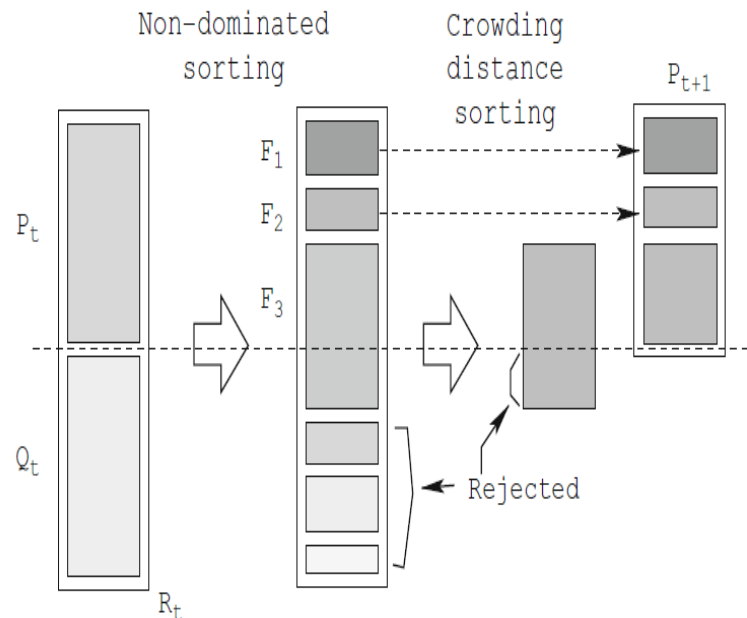 Non-dominated
sorting
Crowding
distance
sorting
P_{t+1}
F_1
P_t
F_2
F_3
Q_t
Rejected
R_t